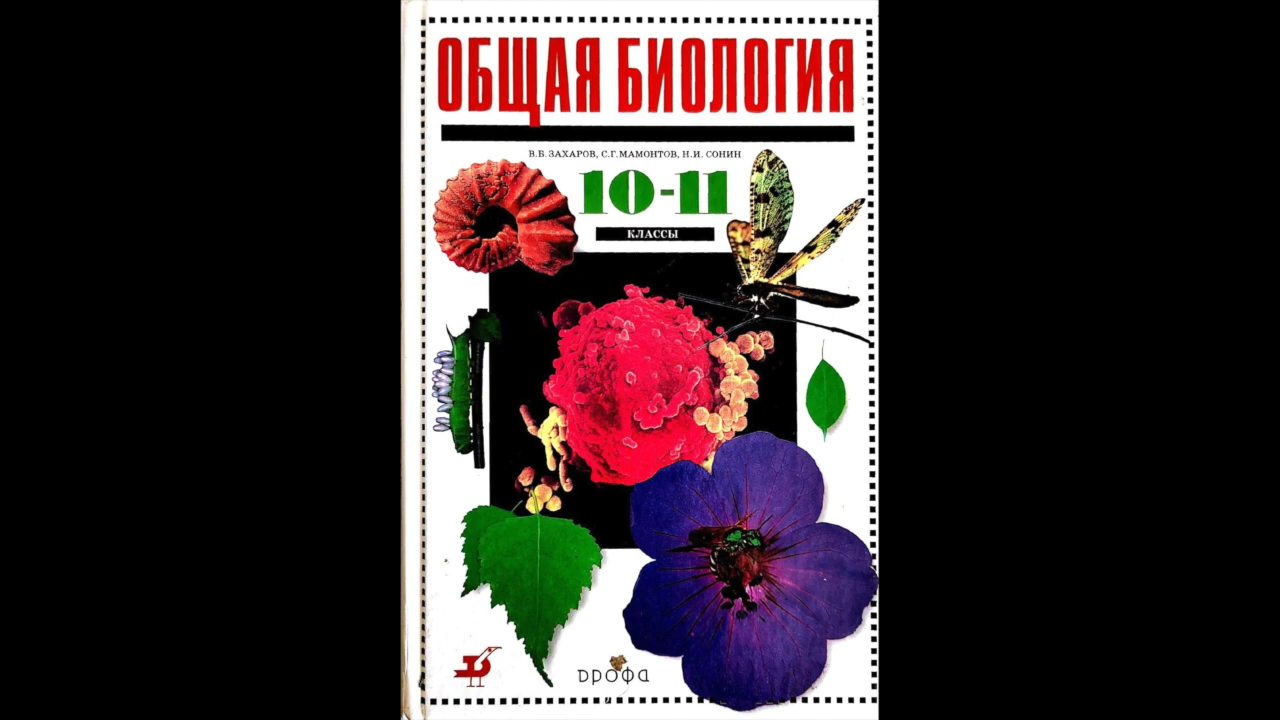 ОБЩАЯ БИОЛОГИЯ
В.Б. ЗАХАРОВ, С.Г. МАМОНТОВ, Н.И. СОНИН
10-11
КЛАССЫ
дрофа